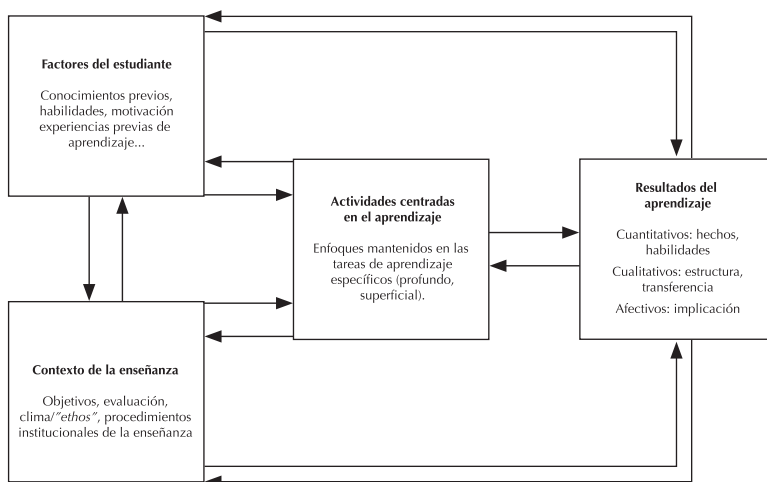 Factores del estudiante
Conocimientos previos,
habilidades, motivación
experiencias previas de
aprendizaje...
Actividades centradas
en el aprendizaje
Enfoques mantenidos en las
tareas de aprendizaje
específicos (profundo,
superficial).
Resultados del
aprendizaje
Cuantitativos: hechos,
habilidades
Cualitativos: estructura,
transferencia
Afectivos: implicación
Contexto de la enseñanza
Objetivos, evaluación,
clima/”ethos”, procedimientos
institucionales de la enseñanza